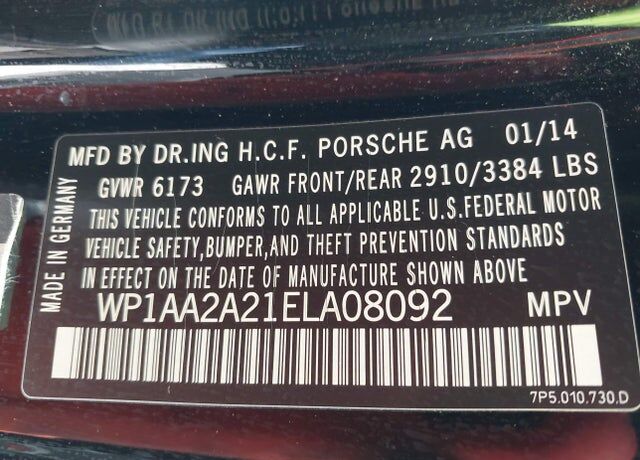 MFD BY DR.ING H.C.F. PORSCHE AG 01/14
GVWR 6173 GAWR FRONT/REAR 2910/3384 LBS
THIS VEHICLE CONFORMS TO ALL APPLICABLE U.S.FEDERAL MOTOR
VEHICLE SAFETY,BUMPER,AND THEFT PREVENTION STANDARDS
IN EFFECT ON THE DATE OF MANUFACTURE SHOWN ABOVE
WP1AA2A21ELA08092 MPV
7P5.010.730.D
MADE IN GERMANY